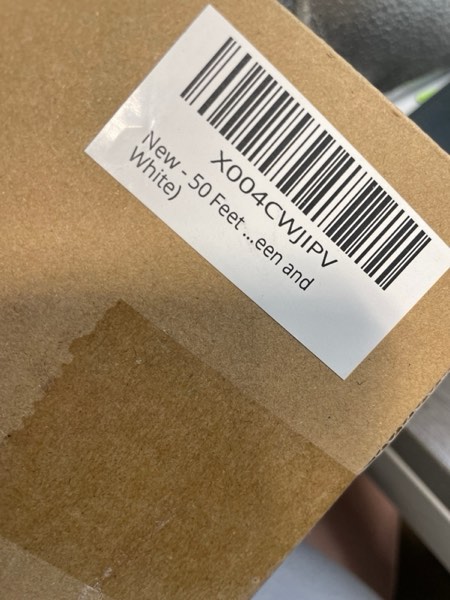 X004CWJIPV
New - 50 Feet ...een and
White)